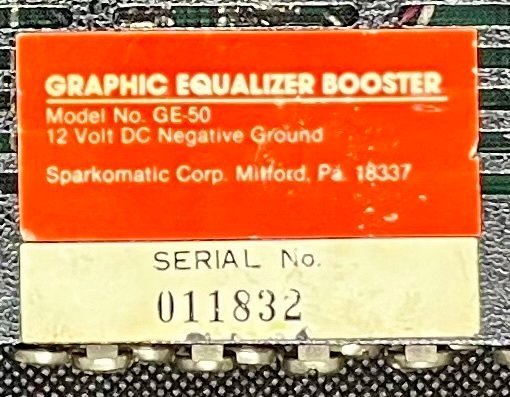 GRAPHIC EQUALIZER BOOSTER
Model No. GE-50
12 Volt DC Negative Ground
Sparkomatic Corp. Milford, Pa. 18337
SERIAL No.
011832